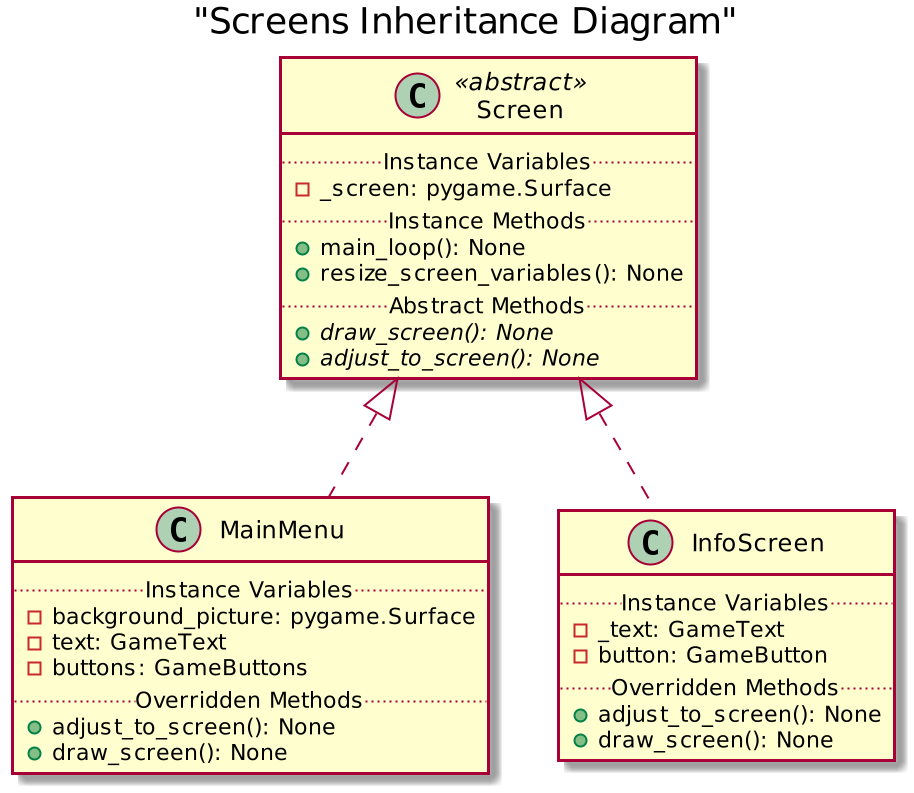 "Screens Inheritance Diagram"
C
«abstract»
Screen
Instance Variables
_screen: pygame.Surface
Instance Methods
main_loop(): None
resize_screen_variables(): None
Abstract Methods
draw_screen(): None
adjust_to_screen(): None
C MainMenu
Instance Variables
background_picture: pygame.Surface
text: GameText
buttons: GameButtons
Overridden Methods
adjust_to_screen(): None
draw_screen(): None
C InfoScreen
Instance Variables
_text: GameText
button: GameButton
Overridden Methods
adjust_to_screen(): None
draw_screen(): None